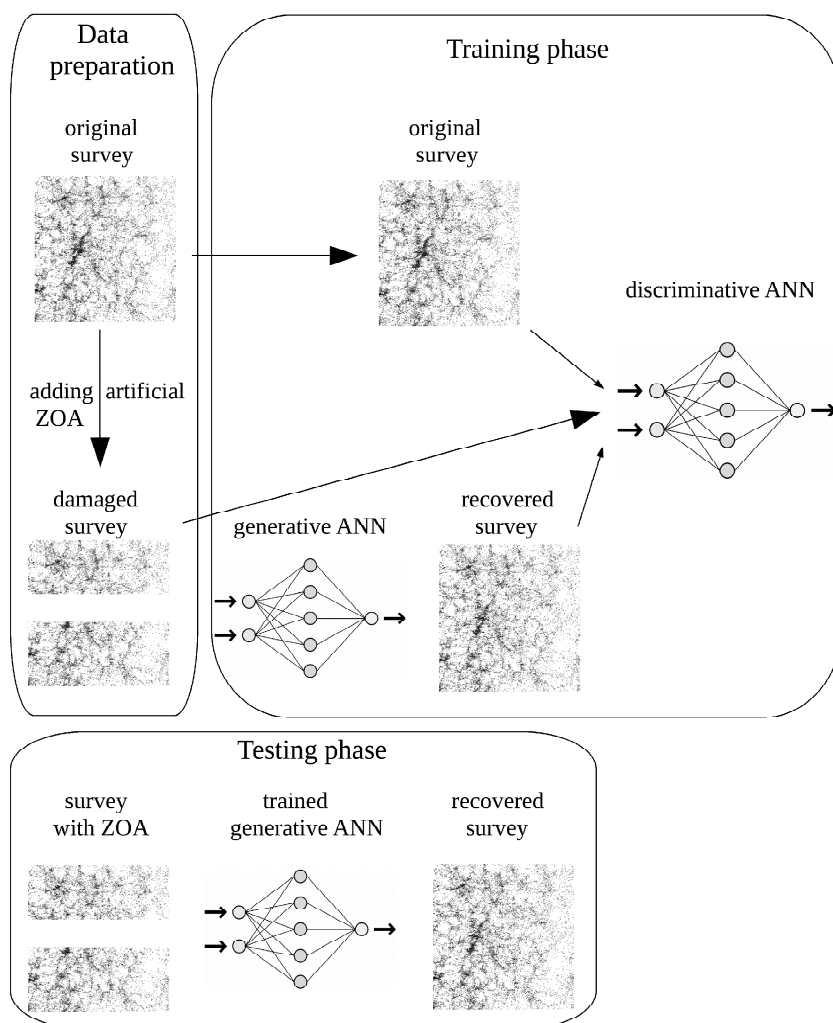 Data
preparation
original
survey
adding artificial
ZOA
damaged
survey
Training phase
original
survey
discriminative ANN
generative ANN
recovered
survey
Testing phase
survey
with ZOA
trained
generative ANN
recovered
survey